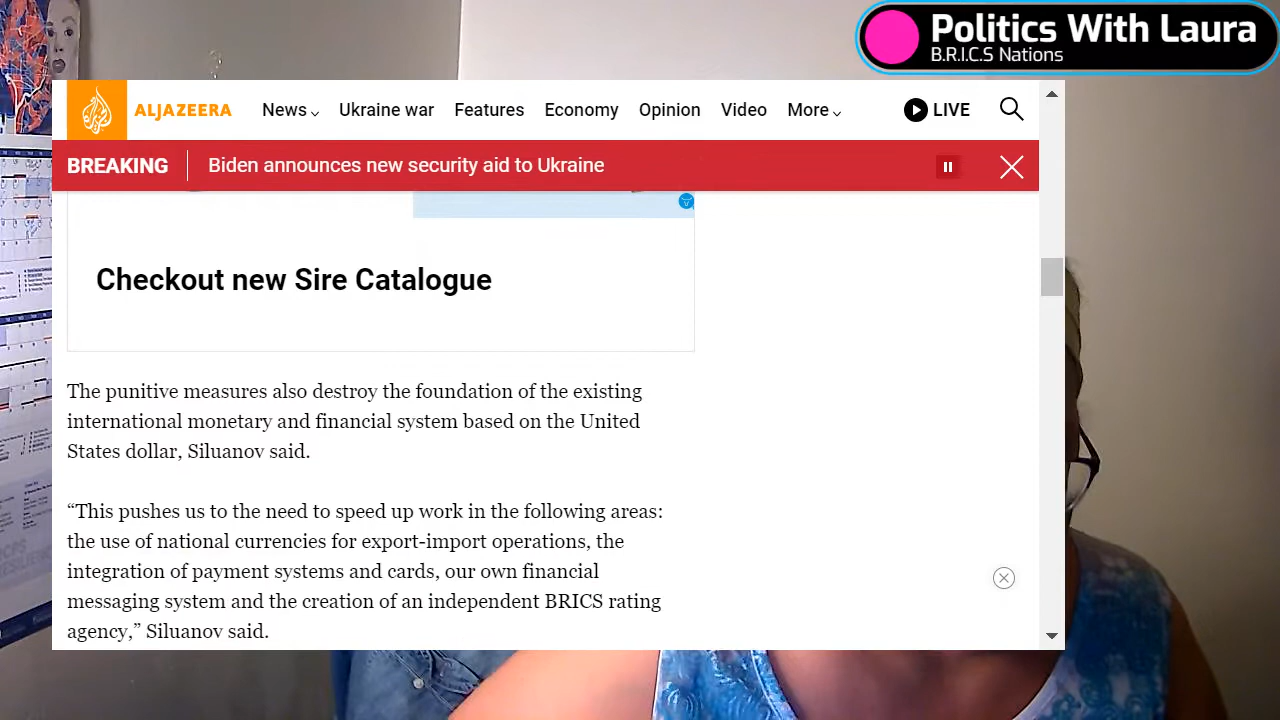 Politics With Laura
B.R.I.C.S Nations
ALJAZEERA News Ukraine war Features Economy Opinion Video More LIVE
BREAKING Biden announces new security aid to Ukraine
Checkout new Sire Catalogue
The punitive measures also destroy the foundation of the existing
international monetary and financial system based on the United
States dollar, Siluanov said.
“This pushes us to the need to speed up work in the following areas:
the use of national currencies for export-import operations, the
integration of payment systems and cards, our own financial
messaging system and the creation of an independent BRICS rating
agency,” Siluanov said.